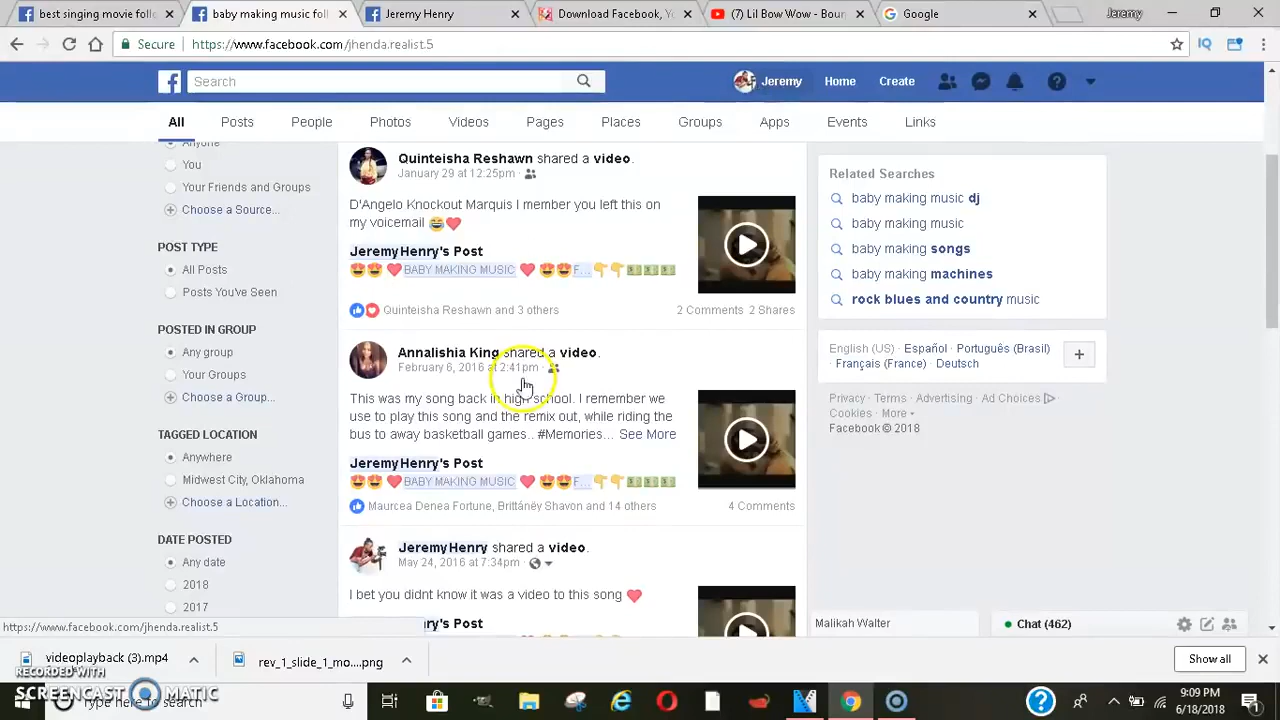 best singing movie follo
baby making music foll
Jeremy Henry
Download Facebook, Yo
(7) Lil Bow Wow - Boun
Google
Jeremy
Secure
https://www.facebook.com/jhenda.realist.5
Search
Jeremy
Home
Create
All
Posts
People
Photos
Videos
Pages
Places
Groups
Apps
Events
Links
Anyone
You
Your Friends and Groups
Choose a Source...
POST TYPE
All Posts
Posts You've Seen
POSTED IN GROUP
Any group
Your Groups
Choose a Group...
TAGGED LOCATION
Anywhere
Midwest City, Oklahoma
Choose a Location...
DATE POSTED
Any date
2018
2017
Quinteisha Reshawn shared a video.
January 29 at 12:25pm
D'Angelo Knockout Marquis I member you left this on
my voicemail 😂❤
Jeremy Henry's Post
😍😍 ❤BABY MAKING MUSIC ❤ 😍😍F...👇👇💵💵💵
Quinteisha Reshawn and 3 others
2 Comments 2 Shares
Annalishia King shared a video.
February 6, 2016 at 2:41pm
This was my song back in high school. I remember we
use to play this song and the remix out, while riding the
bus to away basketball games.. #Memories... See More
Jeremy Henry's Post
😍😍 ❤BABY MAKING MUSIC ❤ 😍😍F...👇👇💵💵💵
Maurcea Denea Fortune, Brittánëy Shavon and 14 others
4 Comments
Jeremy Henry shared a video.
May 24, 2016 at 7:34pm
I bet you didnt know it was a video to this song ❤
y's Post
Related Searches
baby making music dj
baby making music
baby making songs
baby making machines
rock blues and country music
English (US) · Español · Português (Brasil)
· Français (France) · Deutsch
Privacy · Terms · Advertising · Ad Choices
Cookies · More
Facebook © 2018
Malikah Walter
Chat (462)
https://www.facebook.com/jhenda.realist.5
videoplayback (3).mp4
rev_1_slide_1_mo....png
Show all
RECORDED WITH
SCREENCAST MATIC
Type here to search
9:09 PM
6/18/2018